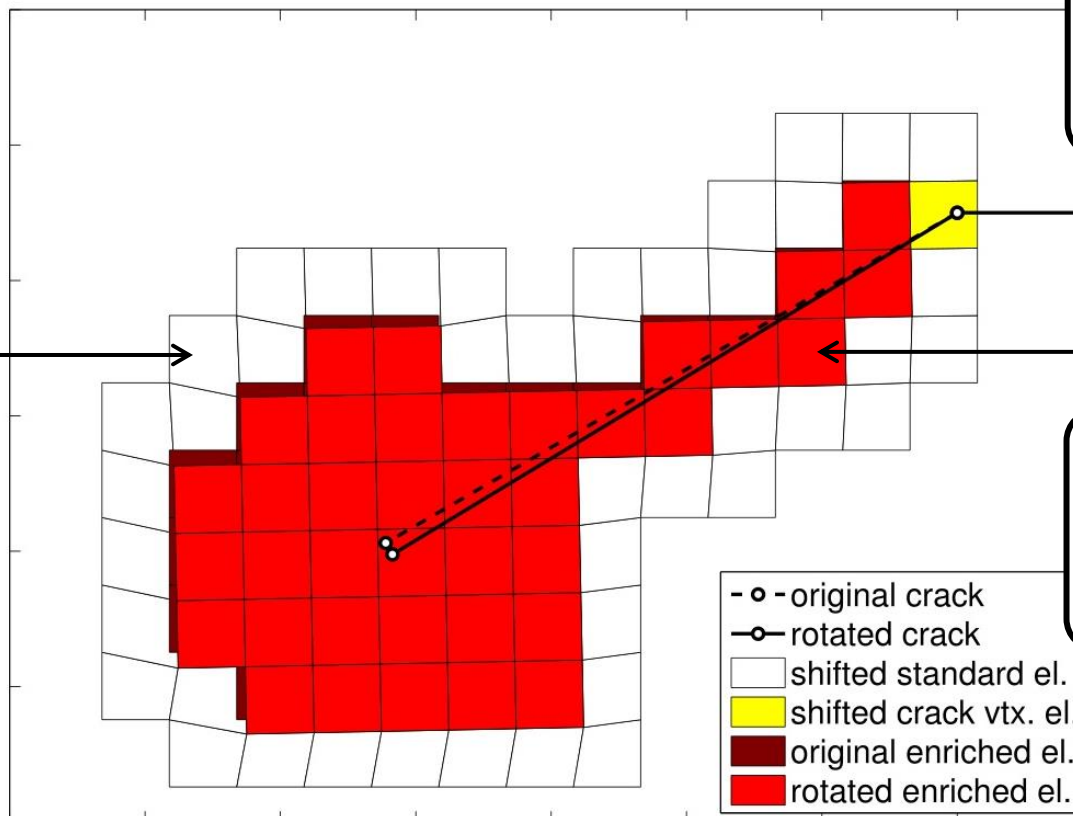 original crack
rotated crack
shifted standard el.
shifted crack vtx. el.
original enriched el.
rotated enriched el.